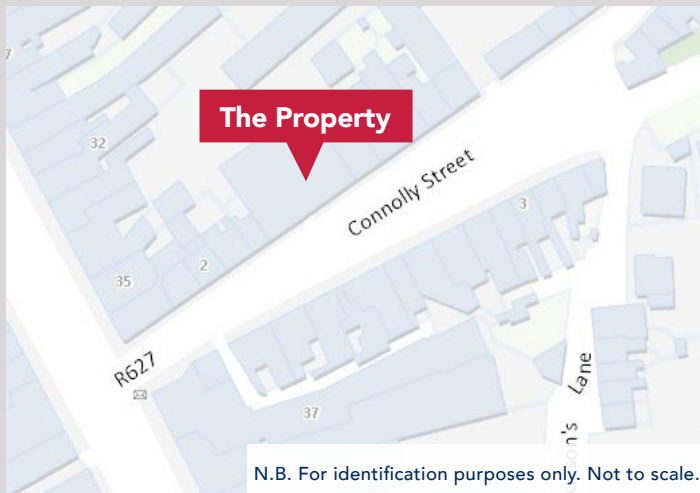 7
The Property
32
Connolly Street
3
2
35
R627
37
Lane
N.B. For identification purposes only. Not to scale.